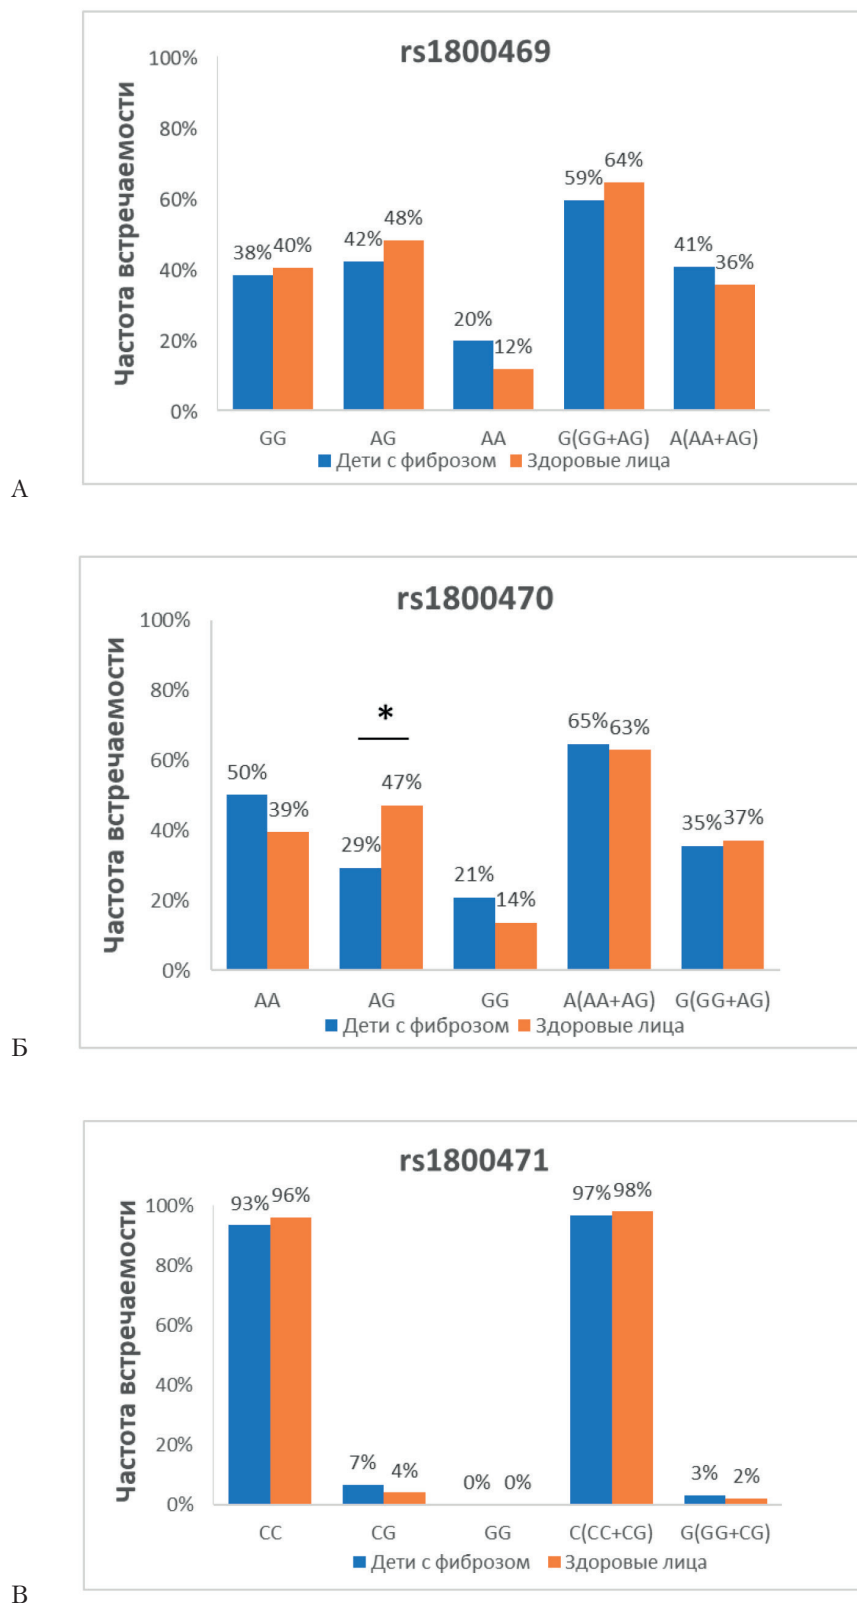 rs1800469
Частота встречаемости
100%
80%
60%
40%
20%
0%
38% 40% 42% 48% 20% 12% 59% 64% 41% 36%
GG AG AA G(GG+AG) A(AA+AG)
Дети с фиброзом Здоровые лица
А
rs1800470
Частота встречаемости
100%
80%
60%
40%
20%
0%
*
50% 39% 29% 47% 21% 14% 65% 63% 35% 37%
AA AG GG A(AA+AG) G(GG+AG)
Дети с фиброзом Здоровые лица
Б
rs1800471
Частота встречаемости
100%
80%
60%
40%
20%
0%
93% 96% 7% 4% 0% 0% 97% 98% 3% 2%
CC CG GG C(CC+CG) G(GG+CG)
Дети с фиброзом Здоровые лица
В